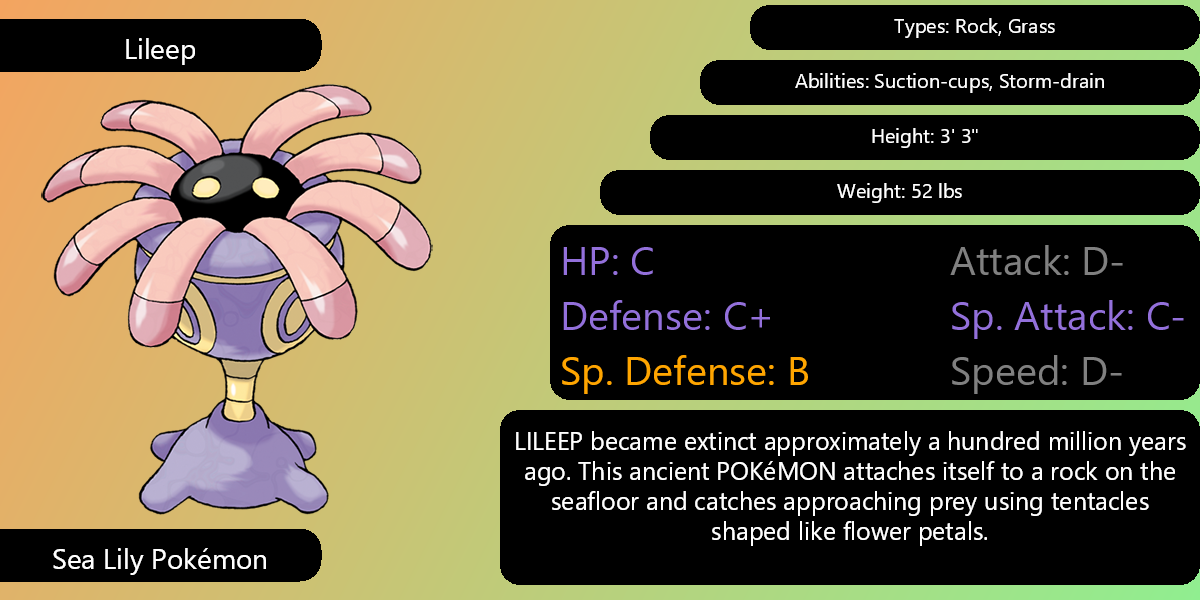 Lileep
Types: Rock, Grass
Abilities: Suction-cups, Storm-drain
Height: 3' 3"
Weight: 52 lbs
HP: C
Attack: D-
Defense: C+
Sp. Attack: C-
Sp. Defense: B
Speed: D-
LILEEP became extinct approximately a hundred million years
ago. This ancient POKéMON attaches itself to a rock on the
seafloor and catches approaching prey using tentacles
shaped like flower petals.
Sea Lily Pokémon